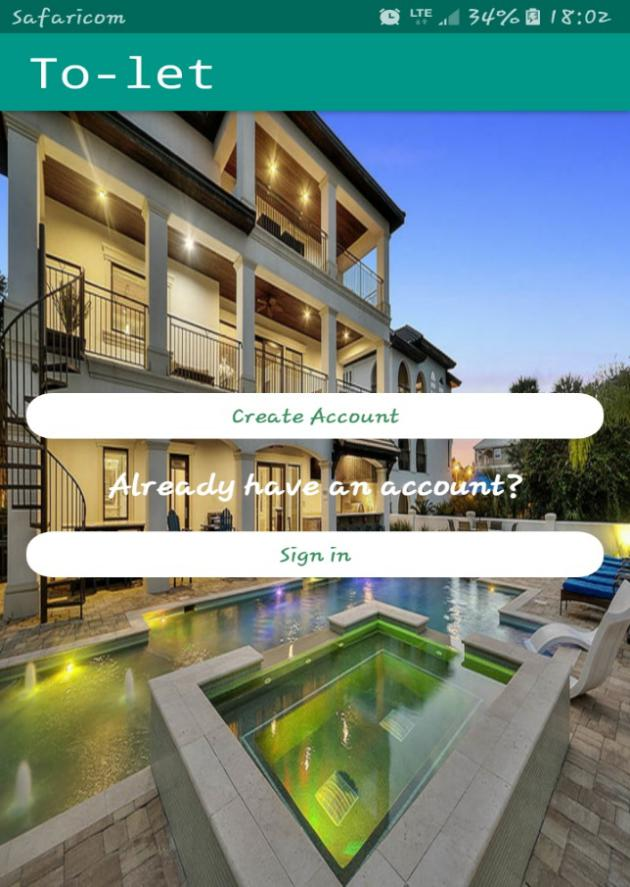 Safaricom LTE 34% 18:02
To-let
Create Account
Already have an account?
Sign in